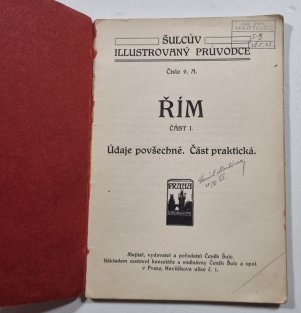 ŠULCŮV
ILLUSTROVANÝ PRŮVODCE
Číslo 9. A.
ŘÍM
ČÁST I.
Údaje povšechné. Část praktická.
PRAHA
Majitel, vydavatel a pořadatel Čeněk Šulc.
Nákladem cestovní kanceláře a směnárny Čeněk Šulc a spol.
v Praze, Havlíčkova ulice č. 1.